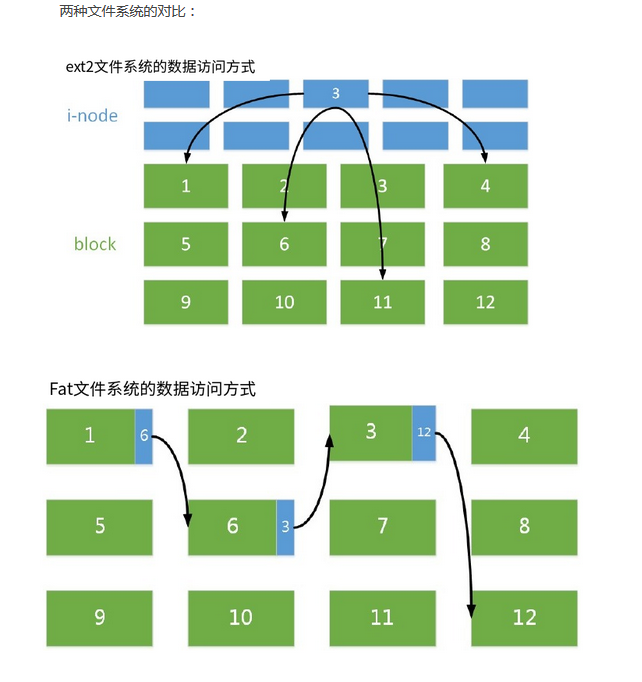 两种文件系统的对比：
ext2文件系统的数据访问方式
3
i-node
1 2 3 4
block
5 6 7 8
9 10 11 12
Fat文件系统的数据访问方式
1 6 2 3 12 4
5 6 3 7 8
9 10 11 12